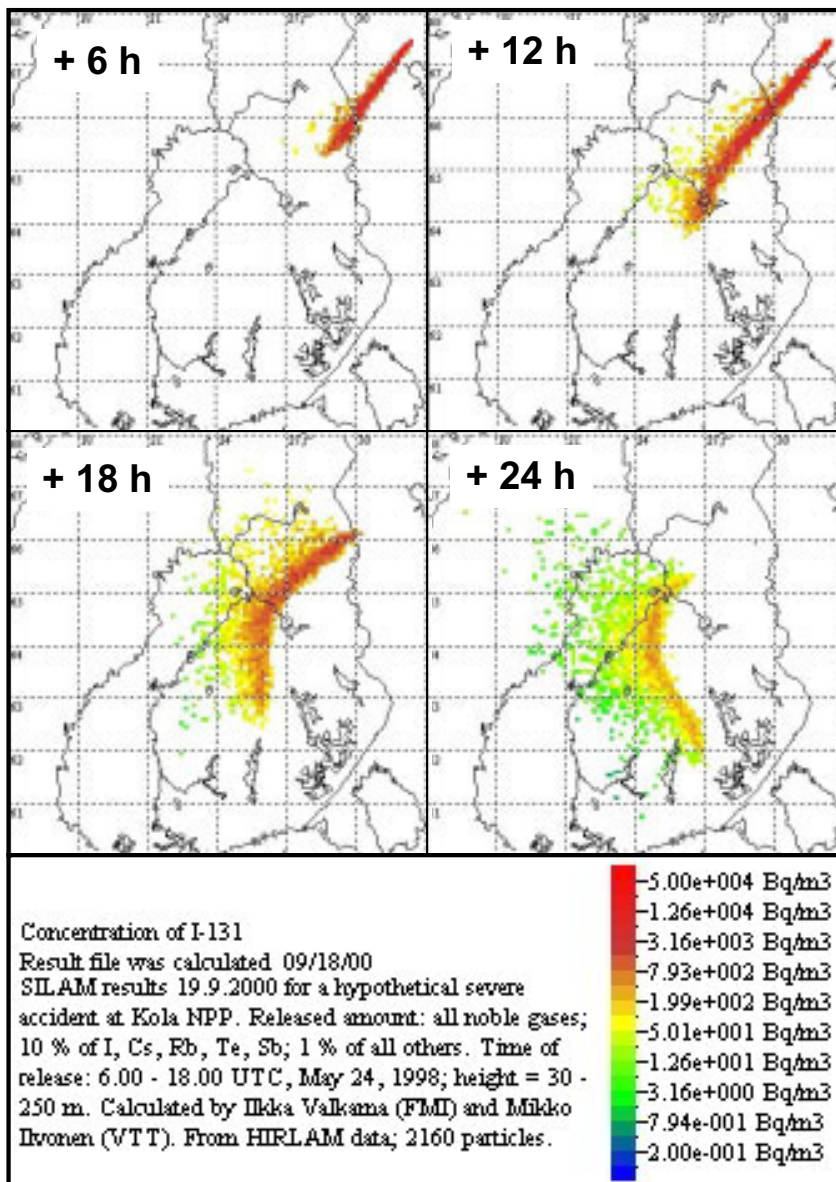 + 6 h
+ 12 h
+ 18 h
+ 24 h
Concentration of I-131
Result file was calculated 09/18/00
SILAM results 19.9.2000 for a hypothetical severe
accident at Kola NPP. Released amount: all noble gases;
10 % of I, Cs, Rb, Te, Sb; 1 % of all others. Time of
release: 6.00 - 18.00 UTC, May 24, 1998; height = 30 -
250 m. Calculated by Ilkka Valkama (FMI) and Mikko
Ilvonen (VTT). From HIRLAM data; 2160 particles.
5.00e+004 Bq/m3
1.26e+004 Bq/m3
3.16e+003 Bq/m3
7.93e+002 Bq/m3
1.99e+002 Bq/m3
5.01e+001 Bq/m3
1.26e+001 Bq/m3
3.16e+000 Bq/m3
7.94e-001 Bq/m3
2.00e-001 Bq/m3